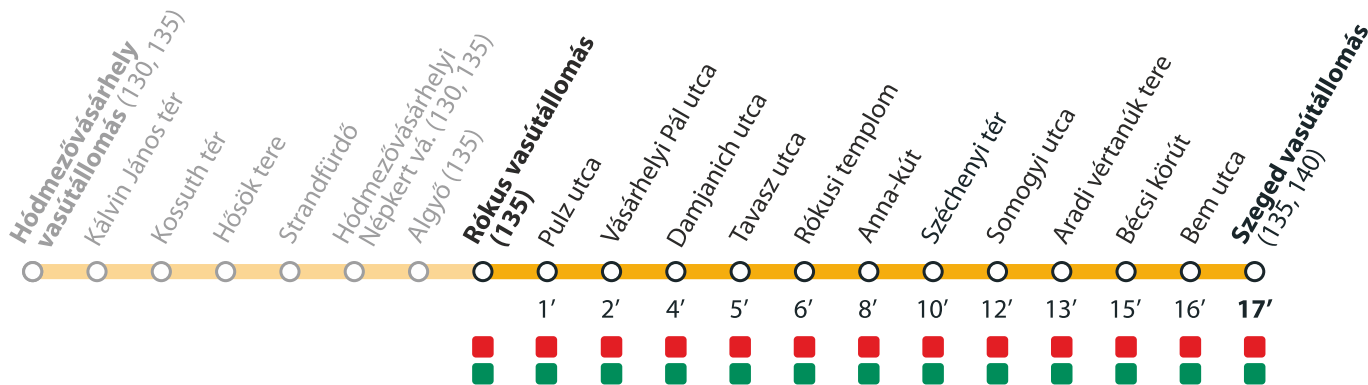 Hódmezővásárhely
vasútállomás (130, 135)
Kálvin János tér
Kossuth tér
Hősök tere
Strandfürdő
Hódmezővásárhelyi
Népkert vá. (130, 135)
Algyő (135)
Rókus vasútállomás
(135)
Pulz utca
Vásárhelyi Pál utca
Damjanich utca
Tavasz utca
Rókusi templom
Anna-kút
Széchenyi tér
Somogyi utca
Aradi vértanúk tere
Bécsi körút
Bem utca
Szeged vasútállomás
(135, 140)
1’ 2’ 4’ 5’ 6’ 8’ 10’ 12’ 13’ 15’ 16’ 17’